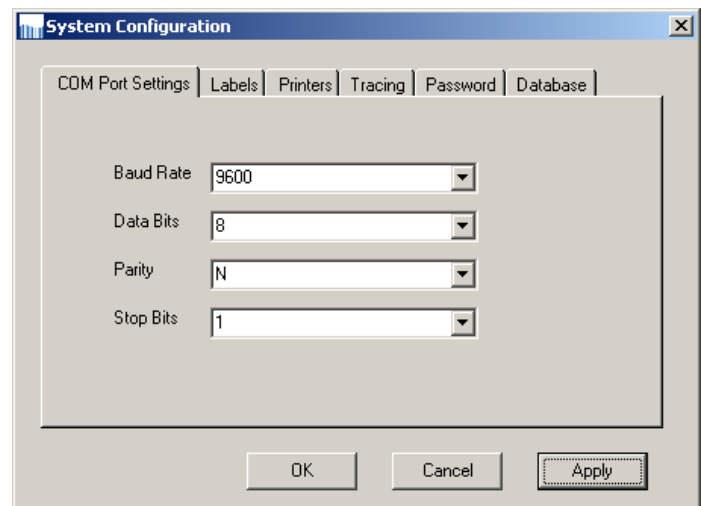 System Configuration
COM Port Settings Labels Printers Tracing Password Database
Baud Rate 9600
Data Bits 8
Parity N
Stop Bits 1
OK Cancel Apply